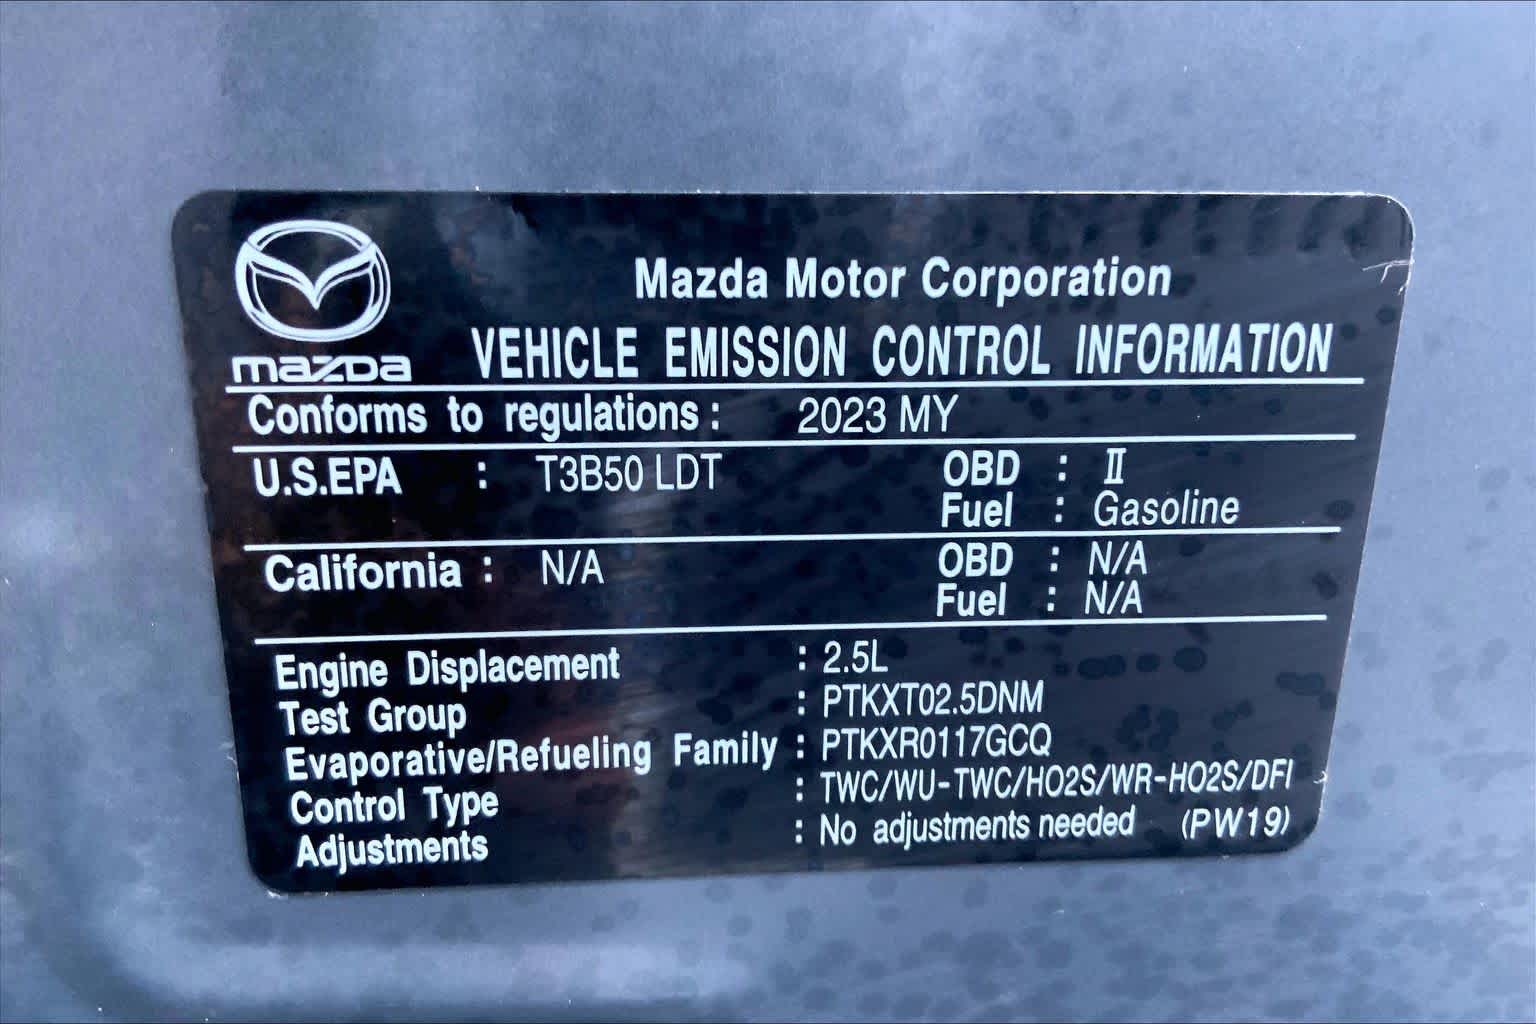 Mazda Motor Corporation
mazda
VEHICLE EMISSION CONTROL INFORMATION
Conforms to regulations : 2023 MY
U.S.EPA : T3B50 LDT OBD : II
Fuel : Gasoline
California : N/A OBD : N/A
Fuel : N/A
Engine Displacement : 2.5L
Test Group : PTKXT02.5DNM
Evaporative/Refueling Family : PTKXR0117GCQ
Control Type : TWC/WU-TWC/HO2S/WR-HO2S/DFI
Adjustments : No adjustments needed (PW19)